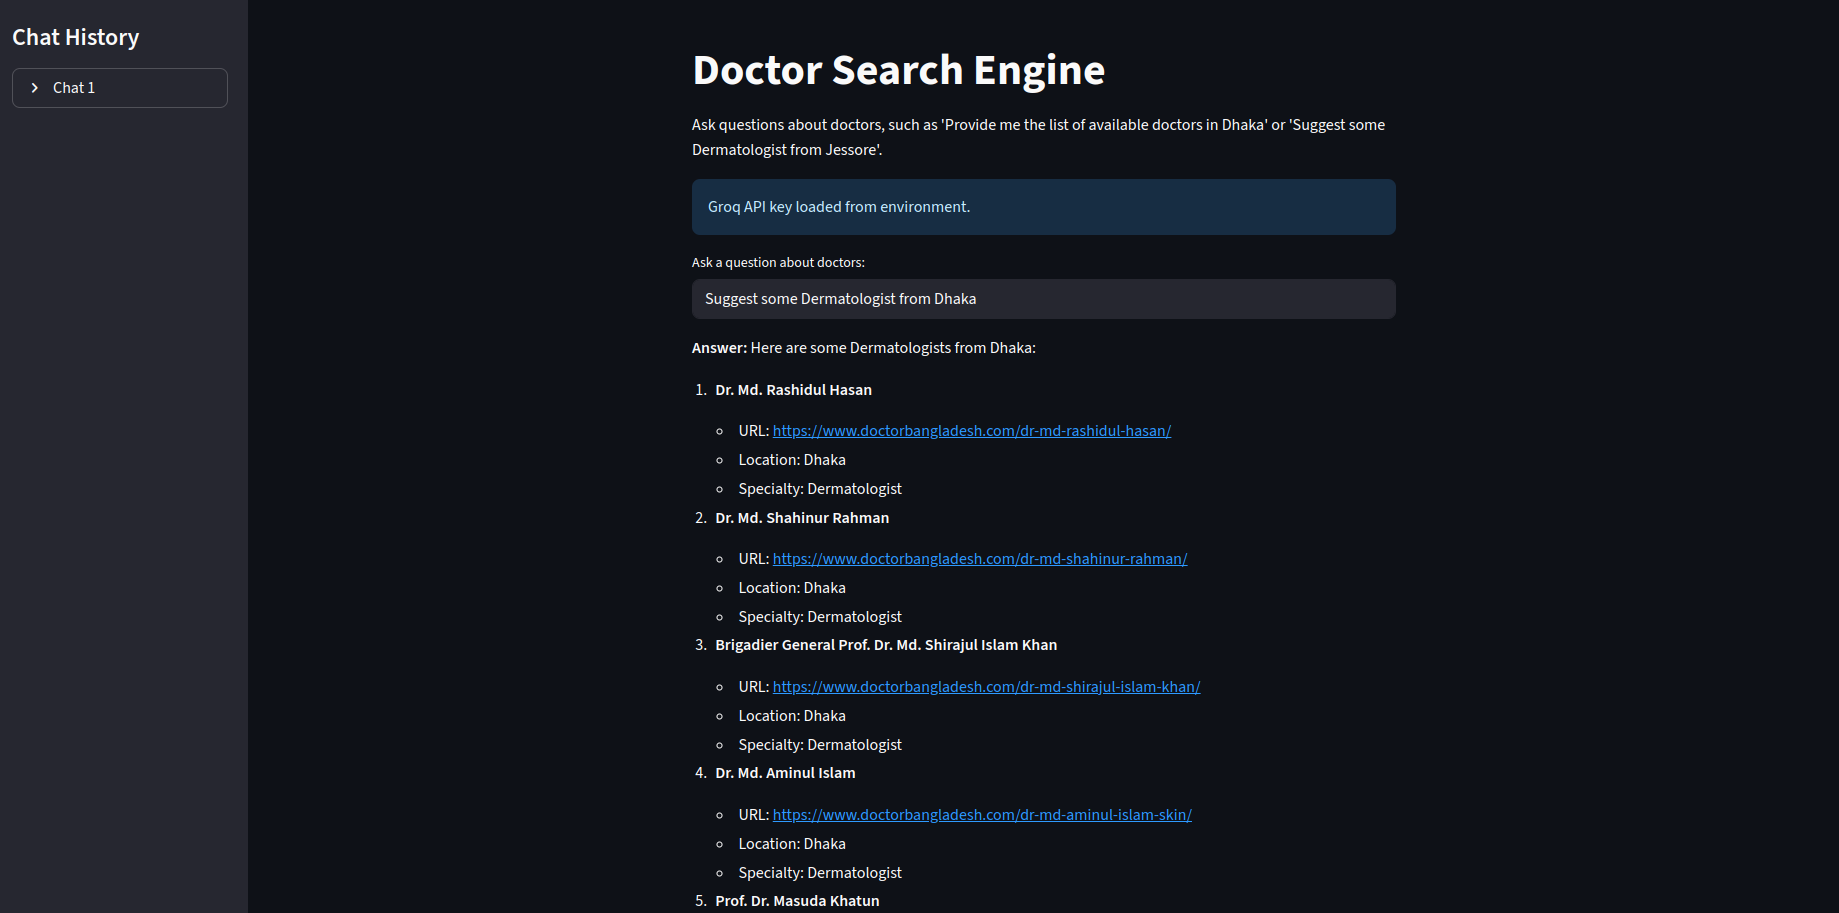 Chat History
Chat 1
Doctor Search Engine
Ask questions about doctors, such as 'Provide me the list of available doctors in Dhaka' or 'Suggest some
Dermatologist from Jessore'.
Groq API key loaded from environment.
Ask a question about doctors:
Suggest some Dermatologist from Dhaka
Answer: Here are some Dermatologists from Dhaka:
1. Dr. Md. Rashidul Hasan
URL: https://www.doctorbangladesh.com/dr-md-rashidul-hasan/
Location: Dhaka
Specialty: Dermatologist
2. Dr. Md. Shahinur Rahman
URL: https://www.doctorbangladesh.com/dr-md-shahinur-rahman/
Location: Dhaka
Specialty: Dermatologist
3. Brigadier General Prof. Dr. Md. Shirajul Islam Khan
URL: https://www.doctorbangladesh.com/dr-md-shirajul-islam-khan/
Location: Dhaka
Specialty: Dermatologist
4. Dr. Md. Aminul Islam
URL: https://www.doctorbangladesh.com/dr-md-aminul-islam-skin/
Location: Dhaka
Specialty: Dermatologist
5. Prof. Dr. Masuda Khatun